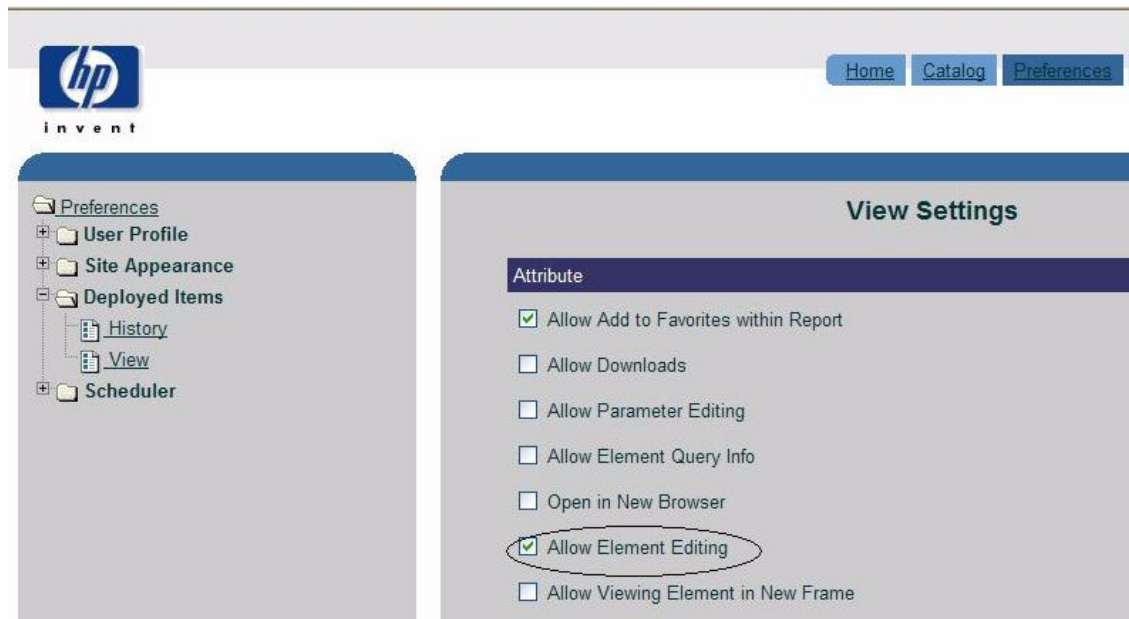 hp
invent
Home Catalog Preferences
Preferences
User Profile
Site Appearance
Deployed Items
History
View
Scheduler
View Settings
Attribute
Allow Add to Favorites within Report
Allow Downloads
Allow Parameter Editing
Allow Element Query Info
Open in New Browser
Allow Element Editing
Allow Viewing Element in New Frame